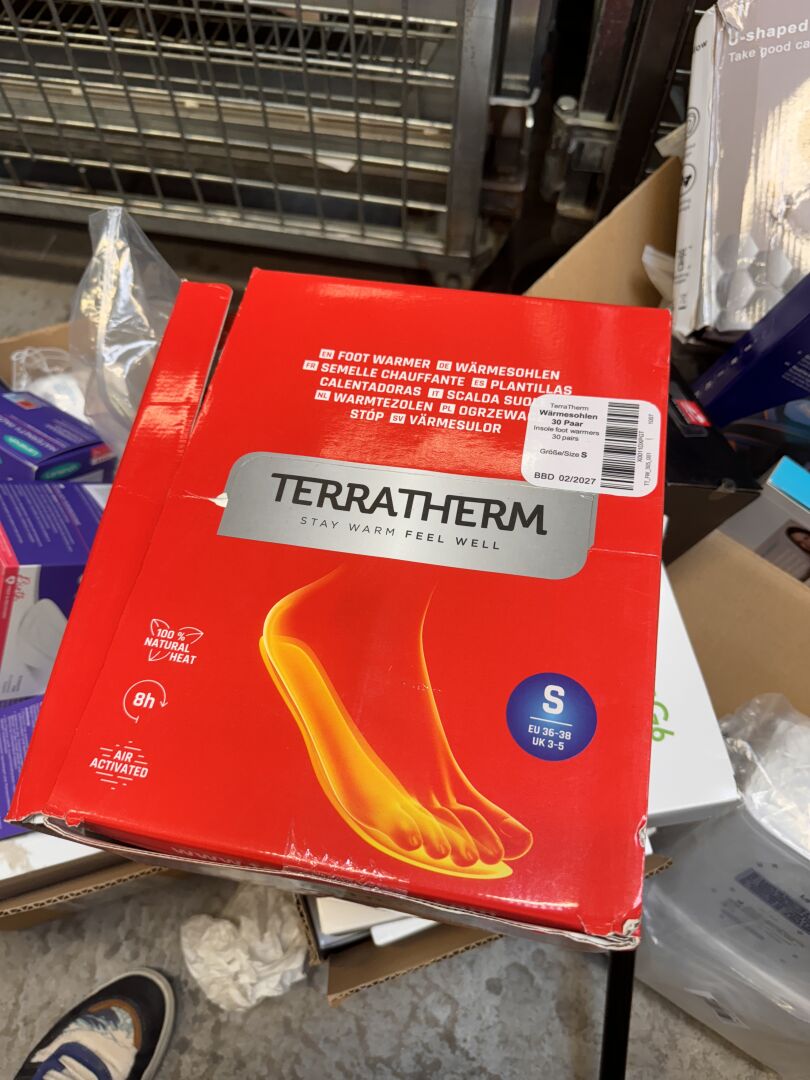 EN FOOT WARMER DE WÄRMESOHLEN
FR SEMELLE CHAUFFANTE ES PLANTILLAS
CALENTADORAS IT SCALDA
NL WARMTEZOLEN PL
STÓP SV VÄRMESULOR
TerraTherm
Wärmesohlen
30 Paar
Insole foot warmers
30 pairs
Größe/Size S
BBD 02/2027
TERRATHERM
STAY WARM FEEL WELL
100 %
NATURAL
HEAT
8h
AIR
ACTIVATED
S
EU 36-38
UK 3-5
U-shaped
Take good